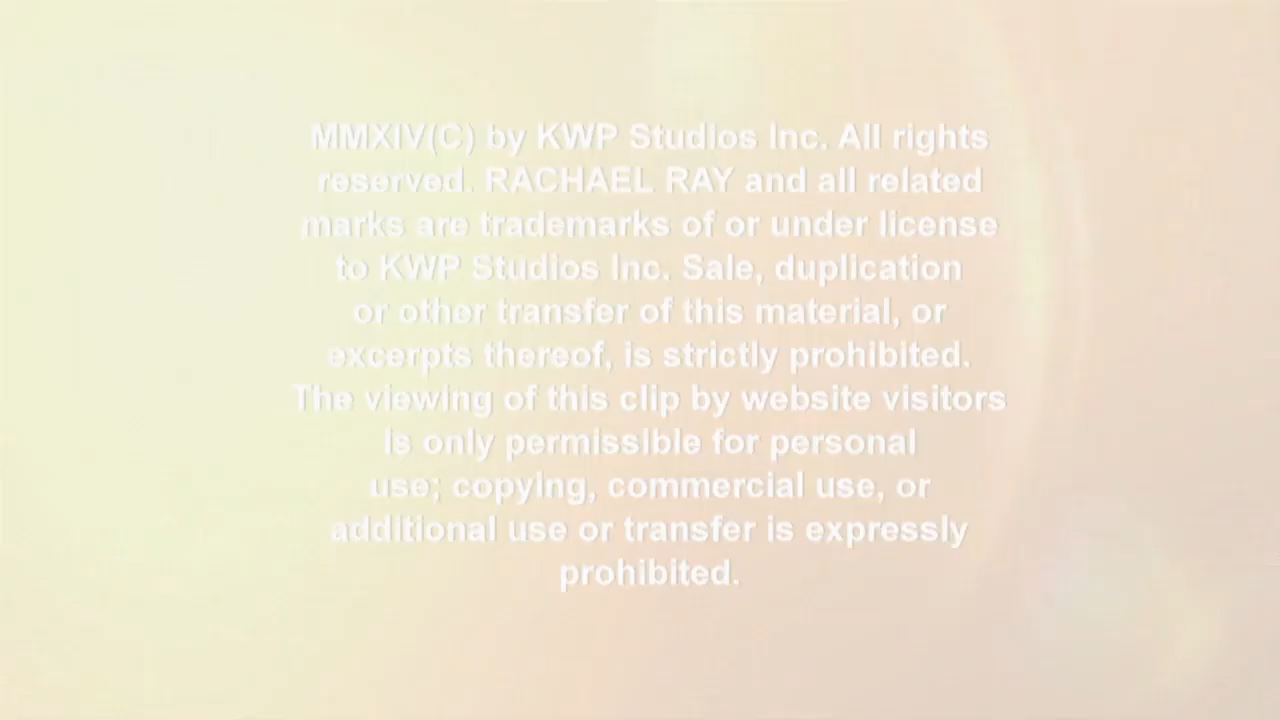 MMXIV(C) by KWP Studios Inc. All rights
reserved. RACHAEL RAY and all related
marks are trademarks of or under license
to KWP Studios Inc. Sale, duplication
or other transfer of this material, or
excerpts thereof, is strictly prohibited.
The viewing of this clip by website visitors
is only permissible for personal
use; copying, commercial use, or
additional use or transfer is expressly
prohibited.